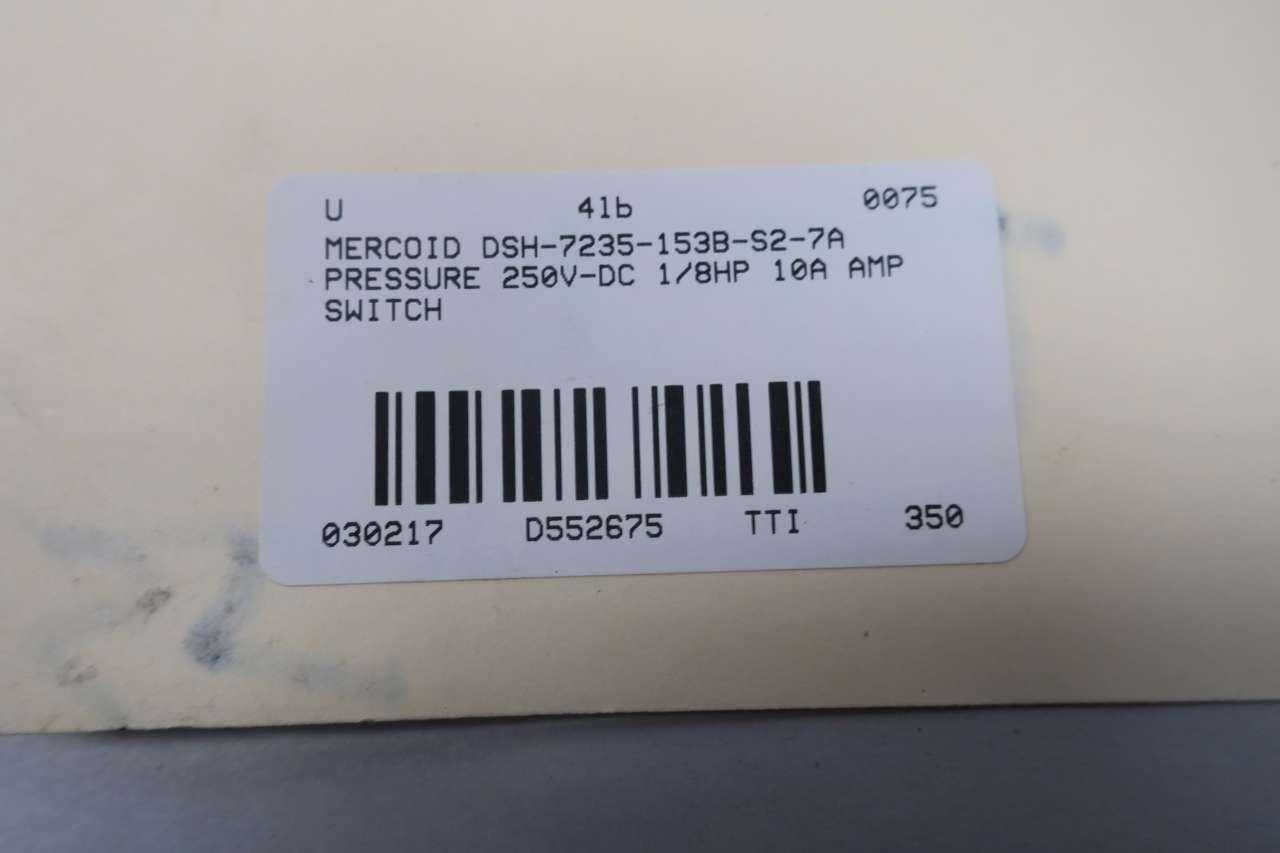 U 4lb 0075
MERCOID DSH-7235-153B-S2-7A
PRESSURE 250V-DC 1/8HP 10A AMP
SWITCH
030217 D552675 TTI 350